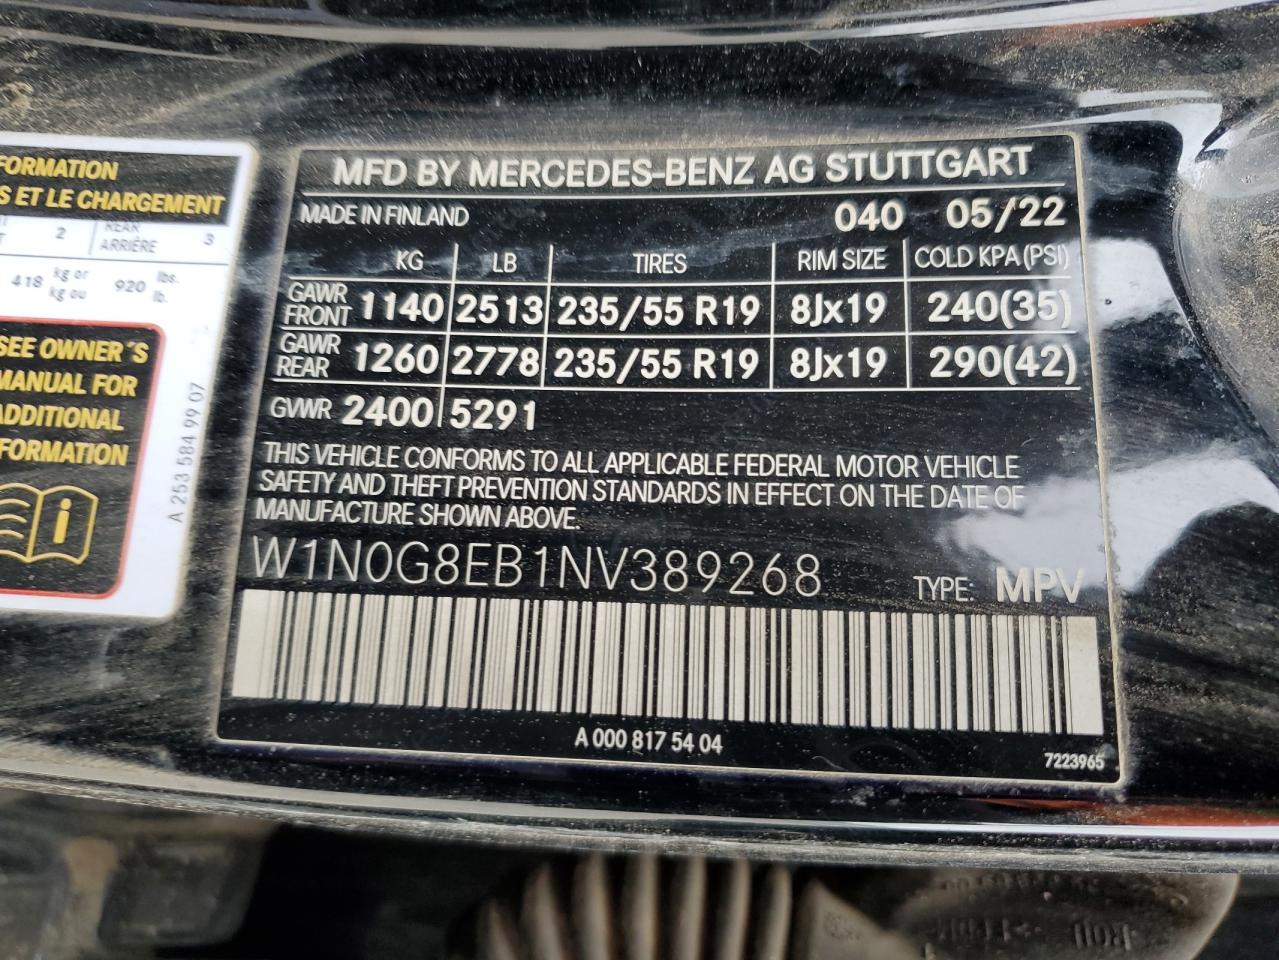 FORMATION
S ET LE CHARGEMENT
2 REAR ARRIÈRE 3
418 kg or kg ou 920 lbs. lb.
SEE OWNER'S
MANUAL FOR
ADDITIONAL
FORMATION
A 253 584 99 07
MFD BY MERCEDES-BENZ AG STUTTGART
MADE IN FINLAND 040 05/22
KG LB TIRES RIM SIZE COLD KPA (PSI)
GAWR FRONT 1140 2513 235/55 R19 8Jx19 240(35)
GAWR REAR 1260 2778 235/55 R19 8Jx19 290(42)
GVWR 2400 5291
THIS VEHICLE CONFORMS TO ALL APPLICABLE FEDERAL MOTOR VEHICLE
SAFETY AND THEFT PREVENTION STANDARDS IN EFFECT ON THE DATE OF
MANUFACTURE SHOWN ABOVE.
W1N0G8EB1NV389268 TYPE: MPV
A 000 817 54 04
7223965